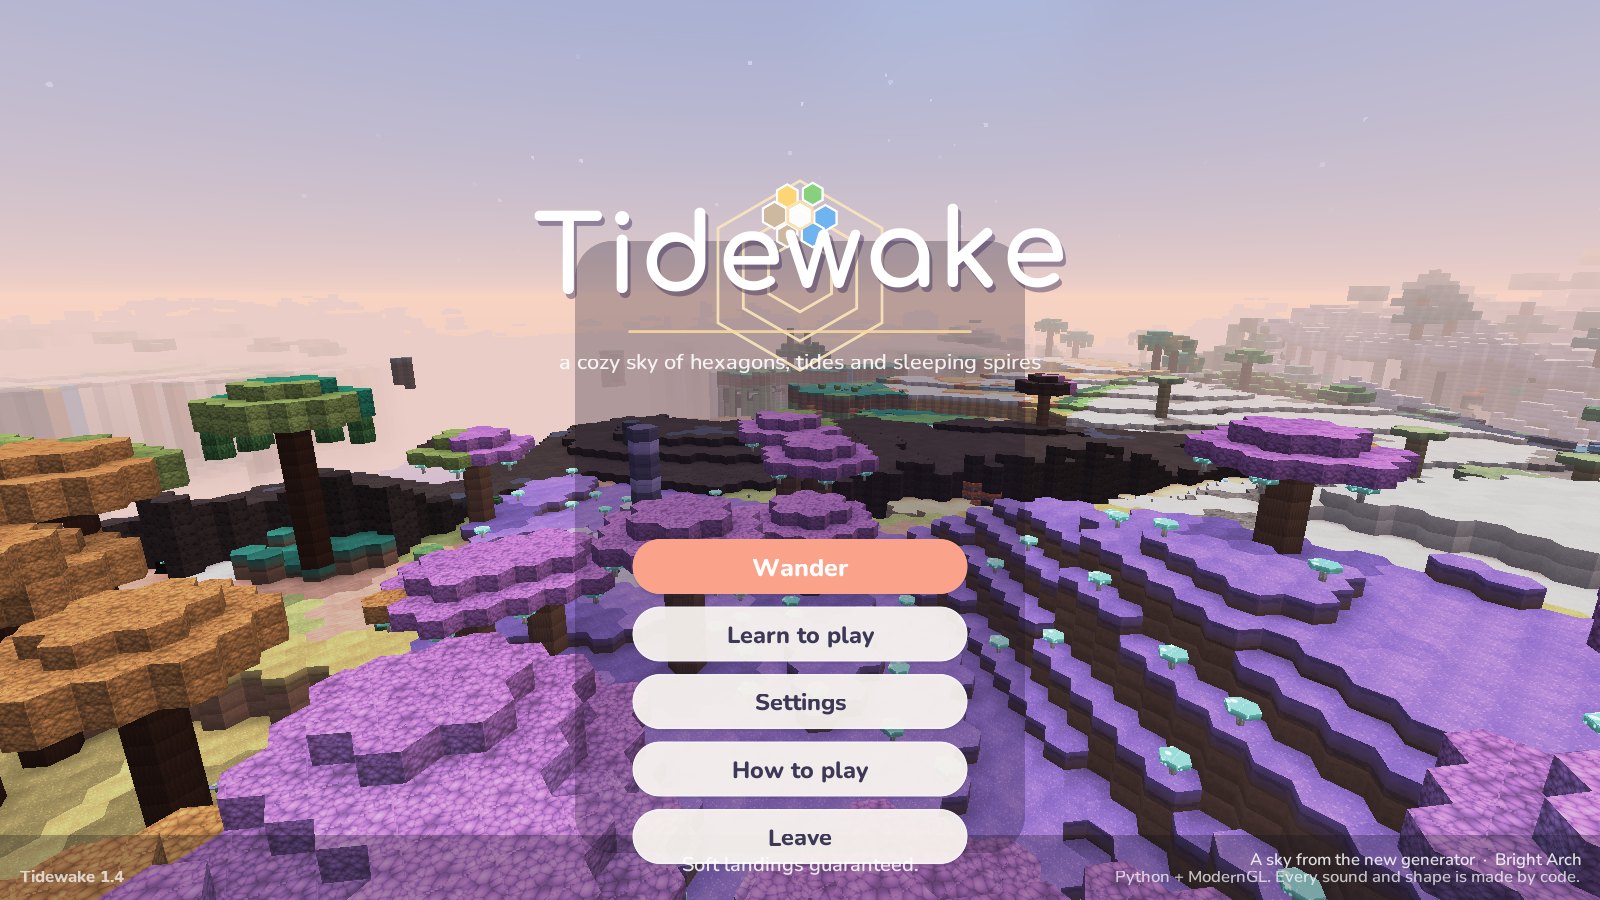 Tidewake
a cozy sky of hexagons, tides and sleeping spires
Wander
Learn to play
Settings
How to play
Leave
Soft landings guaranteed.
Tidewake 1.4
A sky from the new generator · Bright Arch
Python + ModernGL. Every sound and shape is made by code.